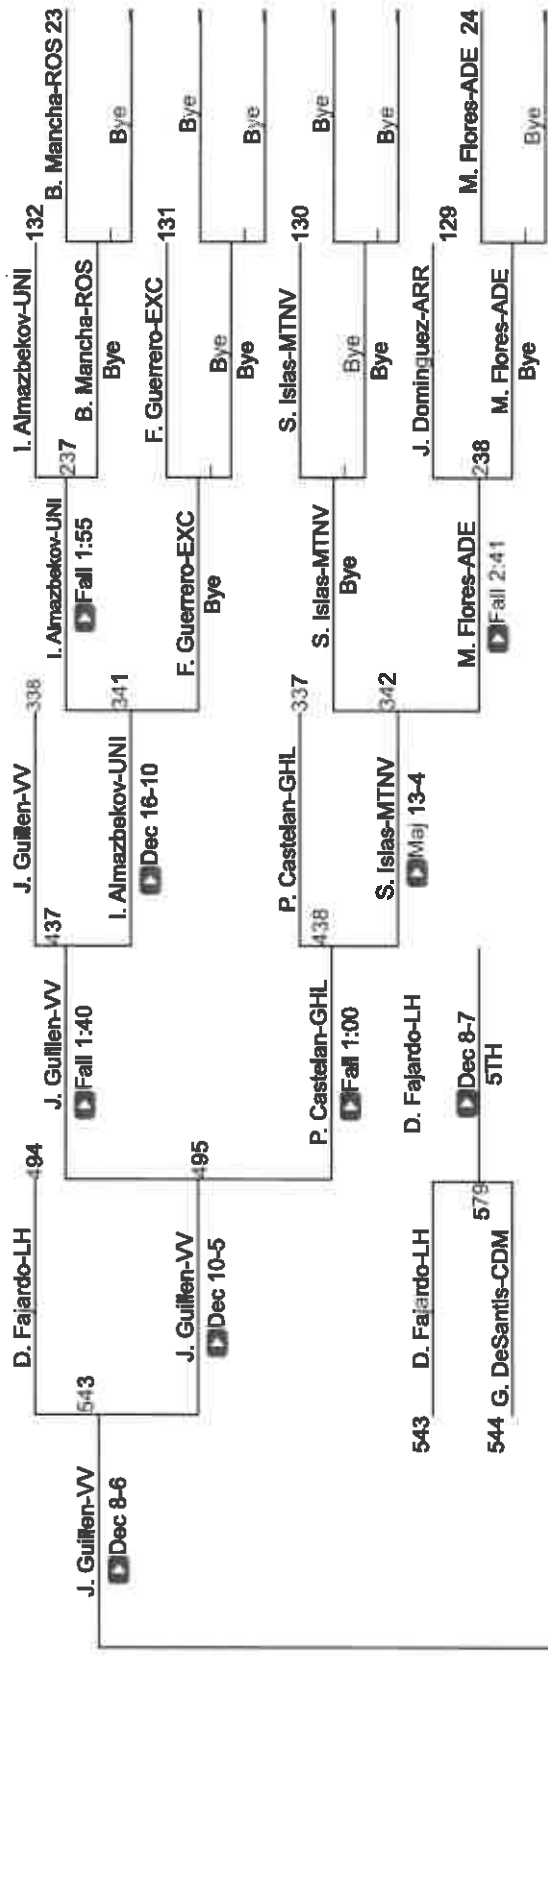 B. Mancha-ROS 23
Bye
Bye
Bye
Bye
Bye
M. Flores-ADE 24
Bye
I. Almazbekov-UNI 132
B. Mancha-ROS
Bye
F. Guerrero-EXC 131
Bye
Bye
S. Islas-MTNV 130
Bye
Bye
J. Dominguez-ARR 129
M. Flores-ADE
Bye
237
I. Almazbekov-UNI
Fall 1:55
F. Guerrero-EXC
Bye
S. Islas-MTNV
Bye
238
M. Flores-ADE
Fall 2:41
J. Guillen-VV 338
341
I. Almazbekov-UNI
Dec 16-10
P. Castelan-GHL 337
342
S. Islas-MTNV
Maj 13-4
437
J. Guillen-VV
Fall 1:40
438
P. Castelan-GHL
Fall 1:00
D. Fajardo-LH
Dec 8-7
5TH
D. Fajardo-LH 494
495
J. Guillen-VV
Dec 10-5
543 D. Fajardo-LH
579
544 G. DeSantis-CDM
543
J. Guillen-VV
Dec 8-6